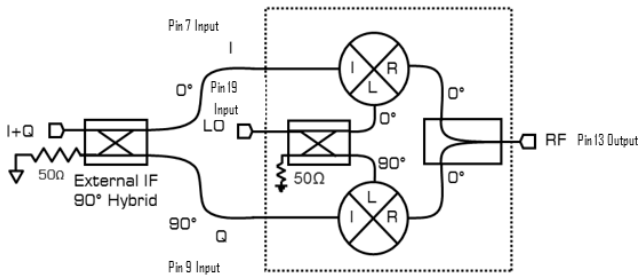 Pin 7 Input
I
0°
Pin 19
Input
LO
I+Q
50Ω
External IF
90° Hybrid
90°
Q
Pin 9 Input
I
R
L
0°
90°
50Ω
L
I
R
0°
0°
RF
Pin 13 Output